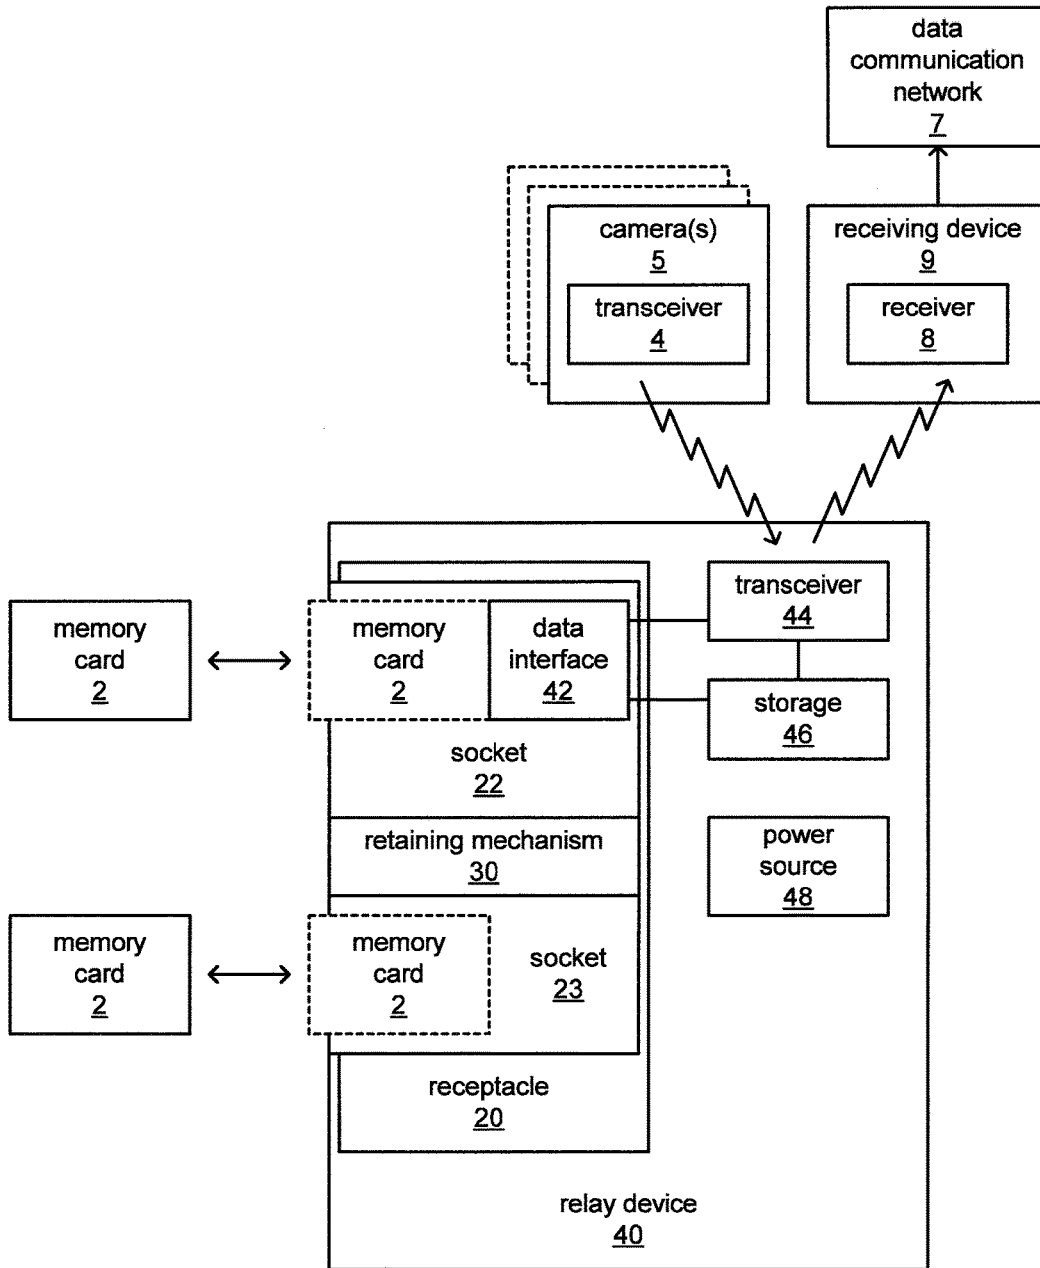 data
communication
network
7
camera(s)
5
transceiver
4
receiving device
9
receiver
8
memory
card
2
memory
card
2
data
interface
42
socket
22
transceiver
44
storage
46
retaining mechanism
30
power
source
48
memory
card
2
memory
card
2
socket
23
receptacle
20
relay device
40